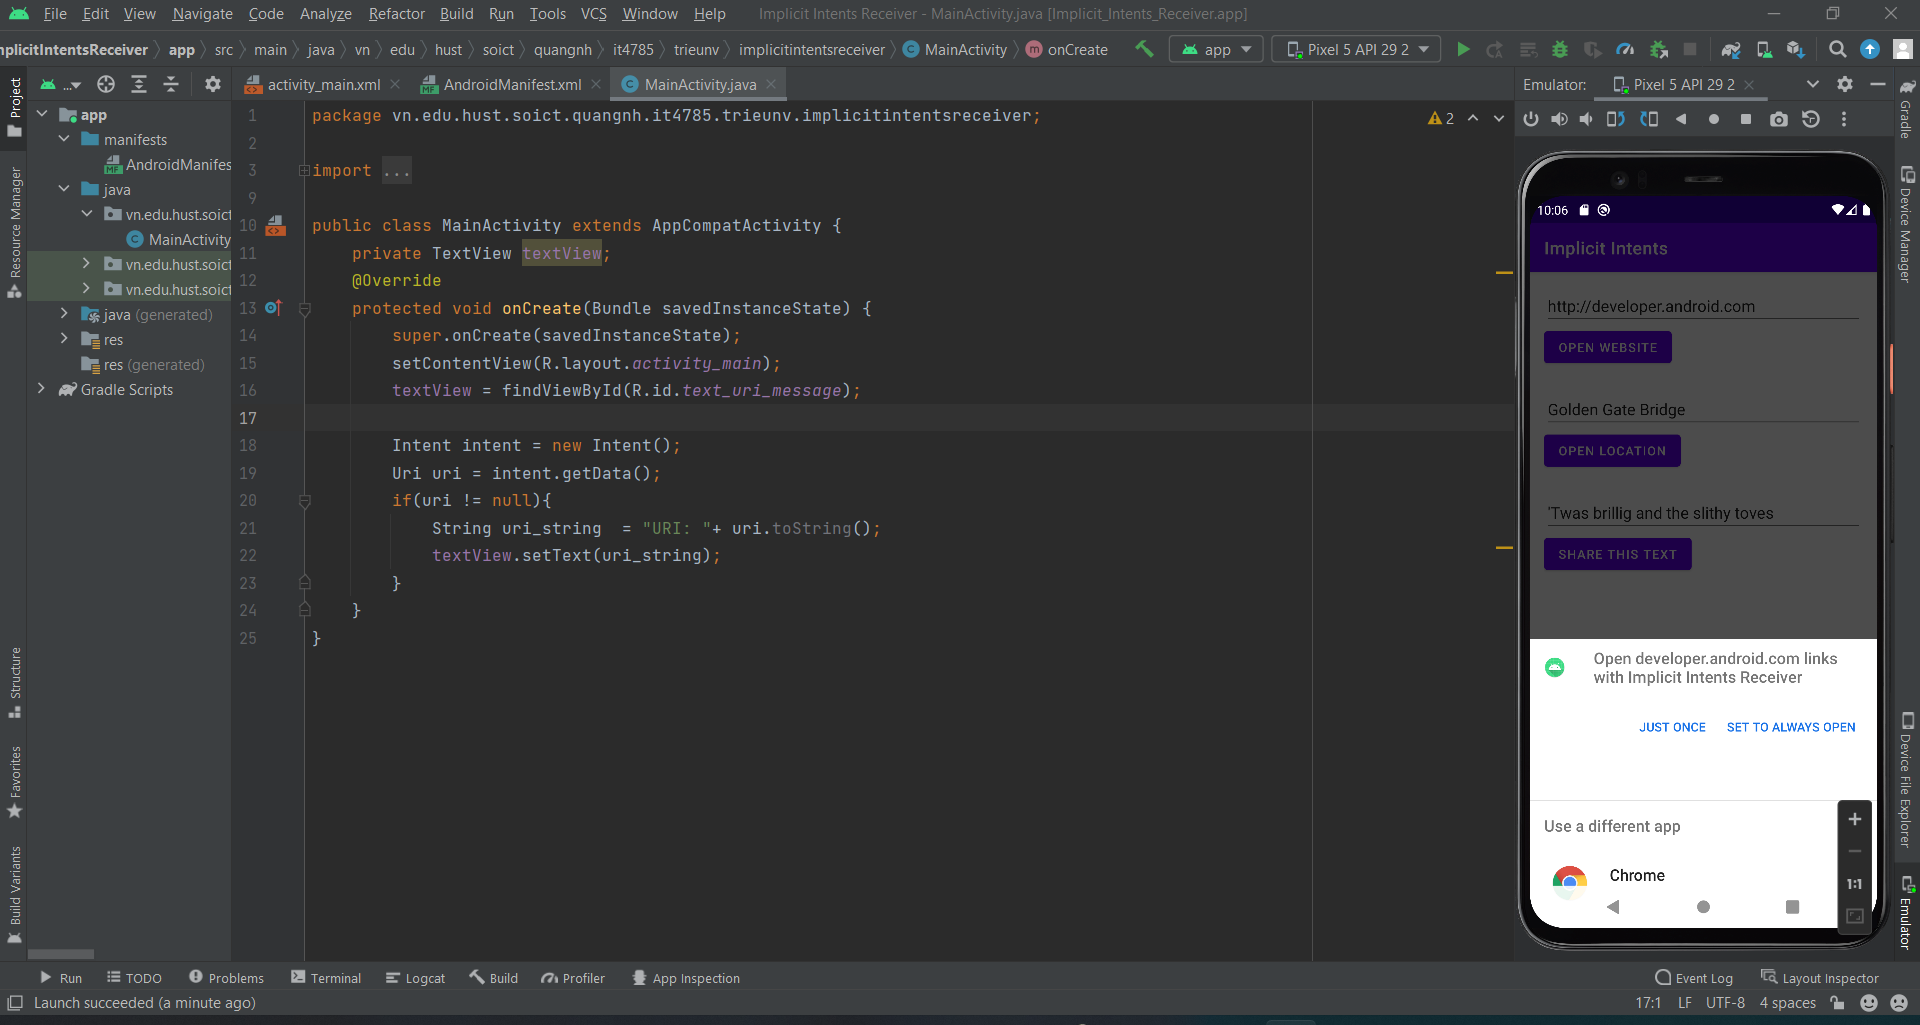 File Edit View Navigate Code Analyze Refactor Build Run Tools VCS Window Help Implicit Intents Receiver - MainActivity.java [Implicit_Intents_Receiver.app]
mplicitIntentsReceiver app src main java vn edu hust soict quangnh it4785 trieunv implicitintentsreceiver MainActivity onCreate app Pixel 5 API 29 2
... activity_main.xml AndroidManifest.xml MainActivity.java Emulator: Pixel 5 API 29 2
Project
Resource Manager
Structure
Favorites
Build Variants
app
manifests
AndroidManifes
java
vn.edu.hust.soict
MainActivity
vn.edu.hust.soict
vn.edu.hust.soict
java (generated)
res
res (generated)
Gradle Scripts
1 package vn.edu.hust.soict.quangnh.it4785.trieunv.implicitintentsreceiver;
2
3 import ...
9
10 public class MainActivity extends AppCompatActivity {
11 private TextView textView;
12 @Override
13 protected void onCreate(Bundle savedInstanceState) {
14 super.onCreate(savedInstanceState);
15 setContentView(R.layout.activity_main);
16 textView = findViewById(R.id.text_uri_message);
17
18 Intent intent = new Intent();
19 Uri uri = intent.getData();
20 if(uri != null){
21 String uri_string  = "URI: "+ uri.toString();
22 textView.setText(uri_string);
23 }
24 }
25 }
2
10:06
Implicit Intents
http://developer.android.com
OPEN WEBSITE
Golden Gate Bridge
OPEN LOCATION
'Twas brillig and the slithy toves
SHARE THIS TEXT
Open developer.android.com links
with Implicit Intents Receiver
JUST ONCE SET TO ALWAYS OPEN
Use a different app
Chrome
1:1
Gradle
Device Manager
Device File Explorer
Emulator
Run TODO Problems Terminal Logcat Build Profiler App Inspection Event Log Layout Inspector
Launch succeeded (a minute ago) 17:1 LF UTF-8 4 spaces